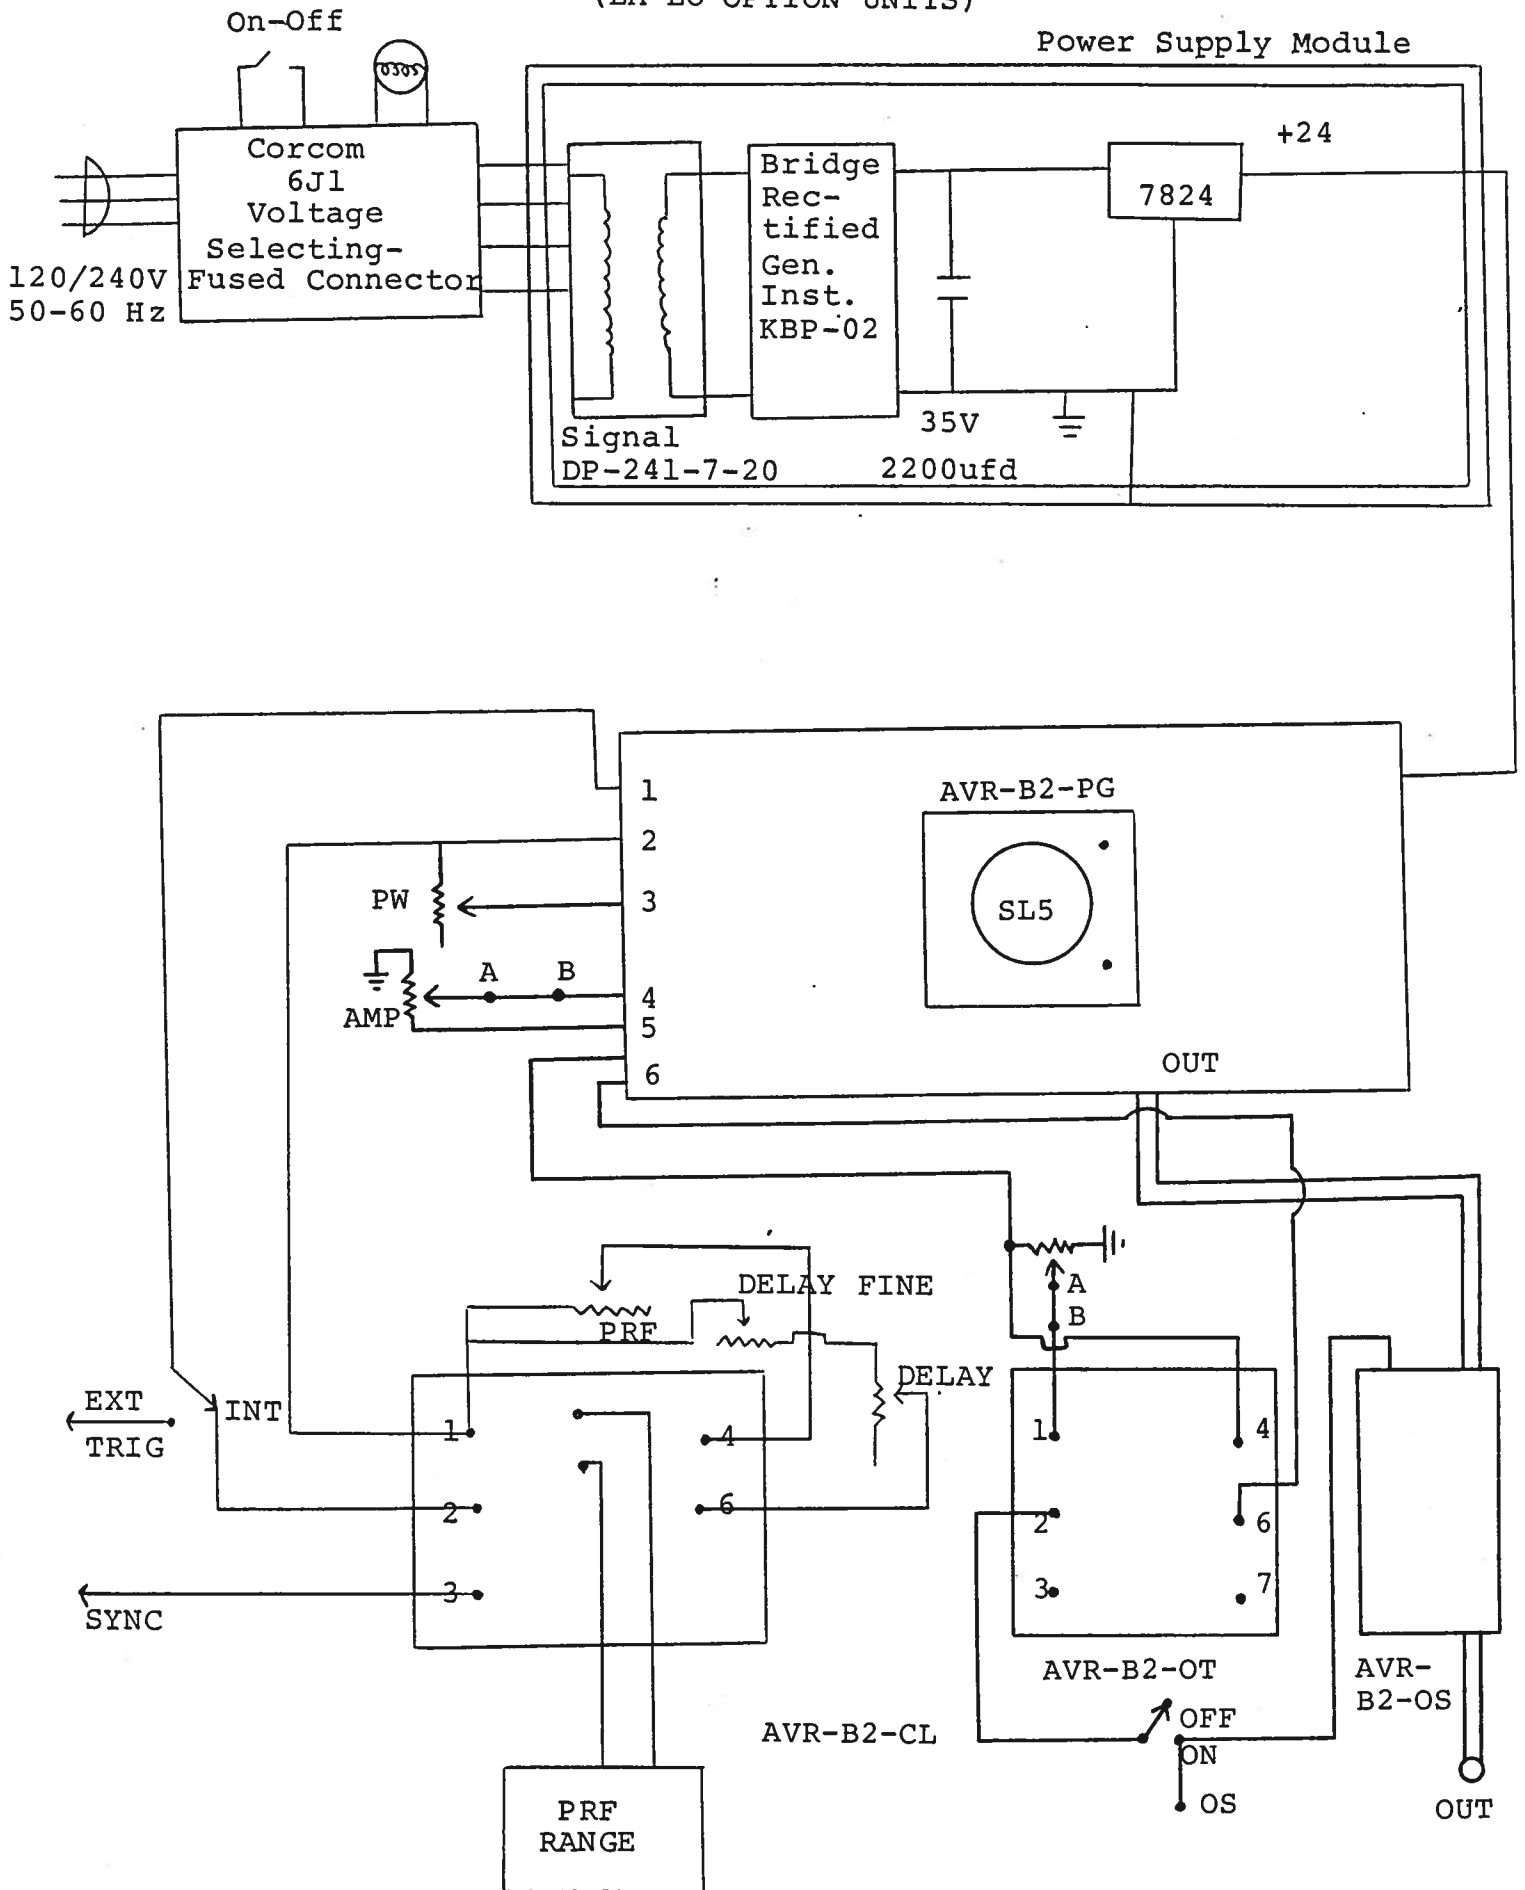 (EA EO OPTION UNITS)
On-Off
Power Supply Module
Corcom
6J1
Voltage
Selecting-
Fused Connector
120/240V
50-60 Hz
Bridge
Rec-
tified
Gen.
Inst.
KBP-02
7824
+24
35V
2200ufd
Signal
DP-241-7-20
1
2
3
4
5
6
AVR-B2-PG
SL5
OUT
PW
A
B
AMP
DELAY FINE
PRF
DELAY
A
B
EXT
TRIG
INT
SYNC
1
2
3
4
6
1
2
3
4
6
7
AVR-B2-OT
AVR-
B2-OS
AVR-B2-CL
OFF
ON
OS
OUT
PRF
RANGE